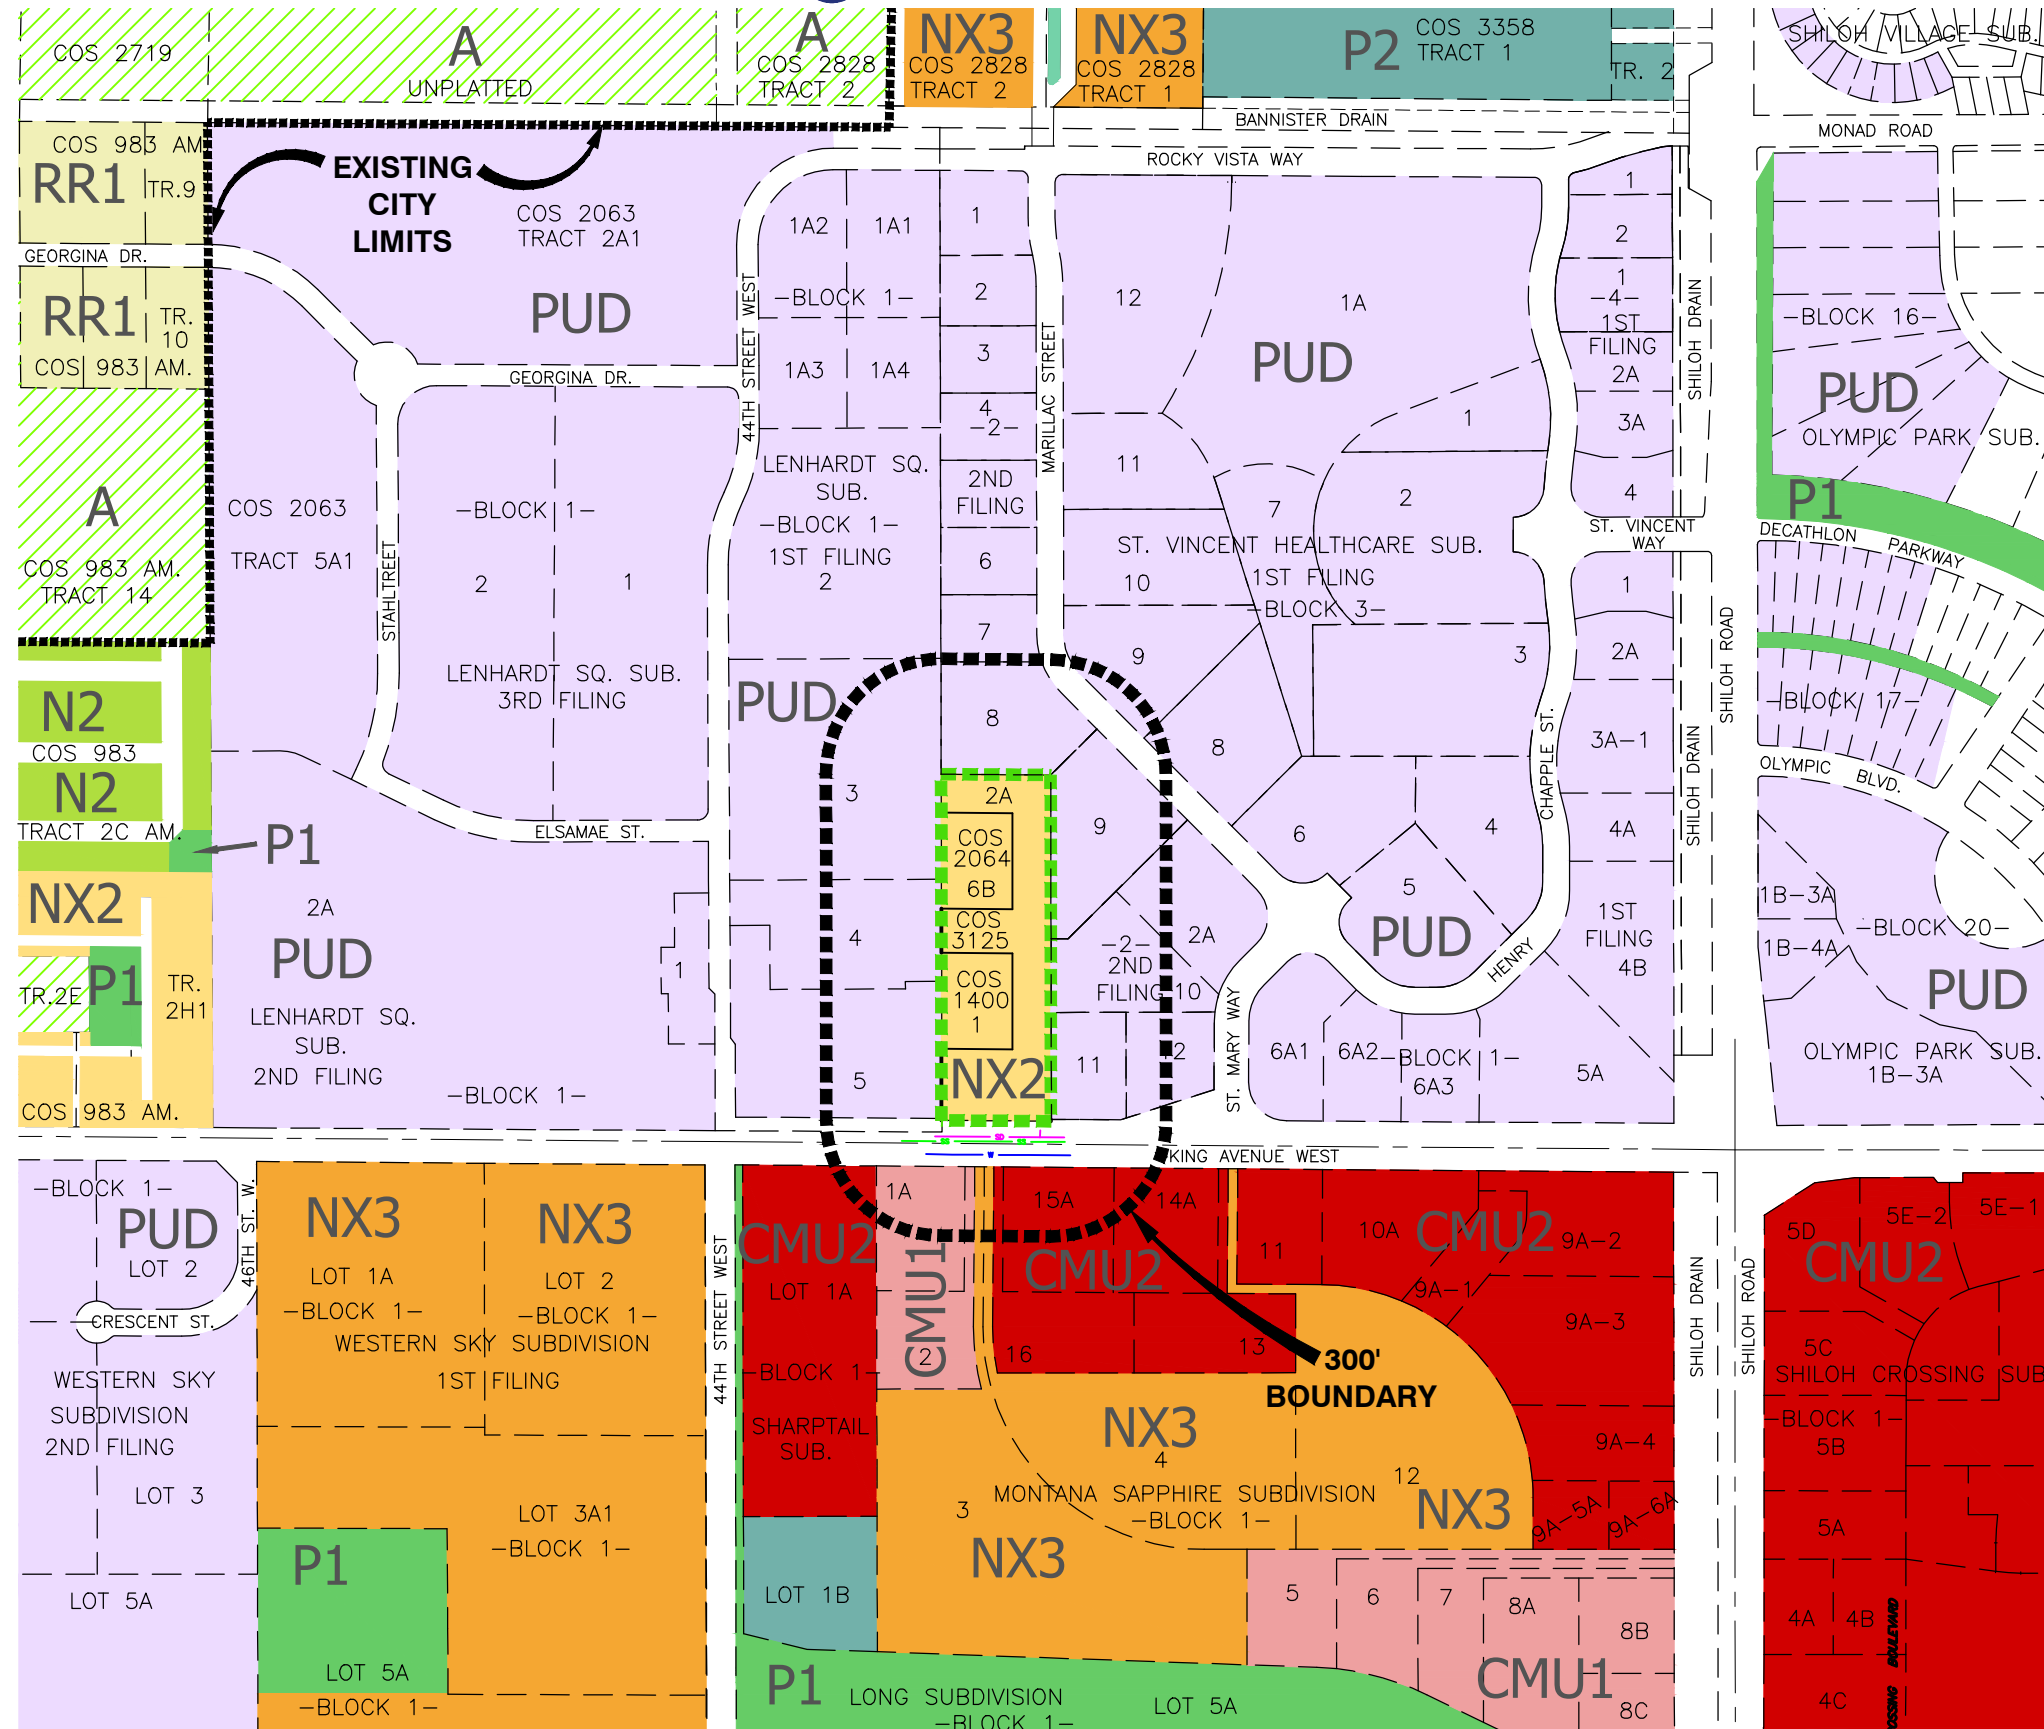 COS 2719
A
UNPLATTED
A
COS 2828
TRACT 2
NX3
COS 2828
TRACT 2
NX3
COS 2828
TRACT 1
P2
COS 3358
TRACT 1
TR. 2
SHILOH VILLAGE SUB.
BANNISTER DRAIN
MONAD ROAD
ROCKY VISTA WAY
COS 983 AM.
RR1
TR.9
EXISTING
CITY
LIMITS
COS 2063
TRACT 2A1
PUD
GEORGINA DR.
RR1
TR.
10
COS 983 AM.
GEORGINA DR.
44TH STREET WEST
1A2
1A1
-BLOCK 1-
1A3
1A4
1
2
3
4
-2-
2ND
FILING
6
7
8
MARILLAC STREET
12
1A
PUD
11
10
9
8
7
1
2
3
ST. VINCENT HEALTHCARE SUB.
1ST FILING
-BLOCK 3-
1
2
1
-4-
1ST
FILING
2A
3A
4
ST. VINCENT
WAY
1
2A
3A-1
4A
1ST
FILING
4B
SHILOH DRAIN
SHILOH ROAD
SHILOH DRAIN
CHAPPLE ST.
-BLOCK 16-
PUD
OLYMPIC PARK SUB.
P1
DECATHLON PARKWAY
-BLOCK 17-
OLYMPIC BLVD.
1B-3A
1B-4A
-BLOCK 20-
PUD
OLYMPIC PARK SUB.
1B-3A
A
COS 983 AM.
TRACT 14
COS 2063
TRACT 5A1
STAHLTREET
-BLOCK 1-
2
1
LENHARDT SQ. SUB.
3RD FILING
LENHARDT SQ.
SUB.
-BLOCK 1-
1ST FILING
2
PUD
3
4
5
N2
COS 983
N2
TRACT 2C AM.
P1
NX2
P1
TR.2E
TR.
2H1
COS 983 AM.
ELSAMAE ST.
2A
PUD
LENHARDT SQ.
SUB.
2ND FILING
-BLOCK 1-
1
2A
COS
2064
6B
COS
3125
COS
1400
1
NX2
9
-2-
2ND
FILING
10
2A
11
12
6
4
5
PUD
HENRY
ST. MARY WAY
6A1
6A2
-BLOCK 1-
6A3
5A
SD
SS
SS
W
KING AVENUE WEST
-BLOCK 1-
PUD
LOT 2
46TH ST. W.
CRESCENT ST.
WESTERN SKY
SUBDIVISION
2ND FILING
LOT 3
LOT 5A
NX3
LOT 1A
-BLOCK 1-
NX3
LOT 2
-BLOCK 1-
WESTERN SKY SUBDIVISION
1ST FILING
LOT 3A1
-BLOCK 1-
P1
LOT 5A
-BLOCK 1-
44TH STREET WEST
CMU2
LOT 1A
-BLOCK 1-
SHARPTAIL
SUB.
LOT 1B
1A
CMU1
2
15A
14A
CMU2
16
13
11
10A
CMU2
9A-2
9A-1
9A-3
9A-4
9A-5A
9A-6A
300'
BOUNDARY
NX3
4
12
NX3
MONTANA SAPPHIRE SUBDIVISION
-BLOCK 1-
3
NX3
5
6
7
8A
8B
8C
CMU1
P1
LONG SUBDIVISION
-BLOCK 1-
LOT 5A
SHILOH DRAIN
SHILOH ROAD
5D
5E-2
5E-1
CMU2
5C
SHILOH CROSSING SUB
-BLOCK 1-
5B
5A
4A
4B
4C
OSSING BOULEVARD